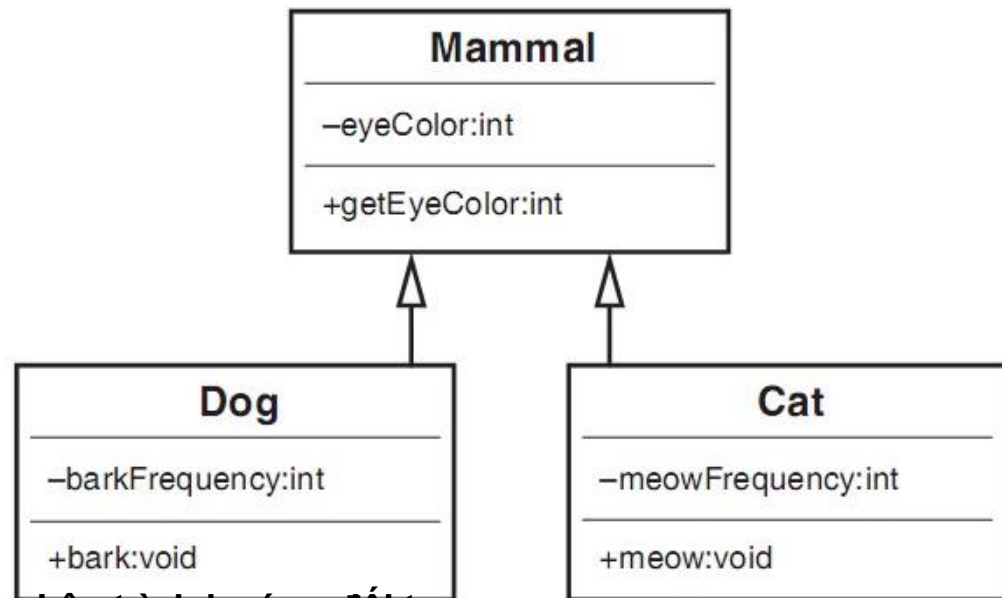 Mammal
–eyeColor:int
+getEyeColor:int
Dog
–barkFrequency:int
+bark:void
Cat
–meowFrequency:int
+meow:void